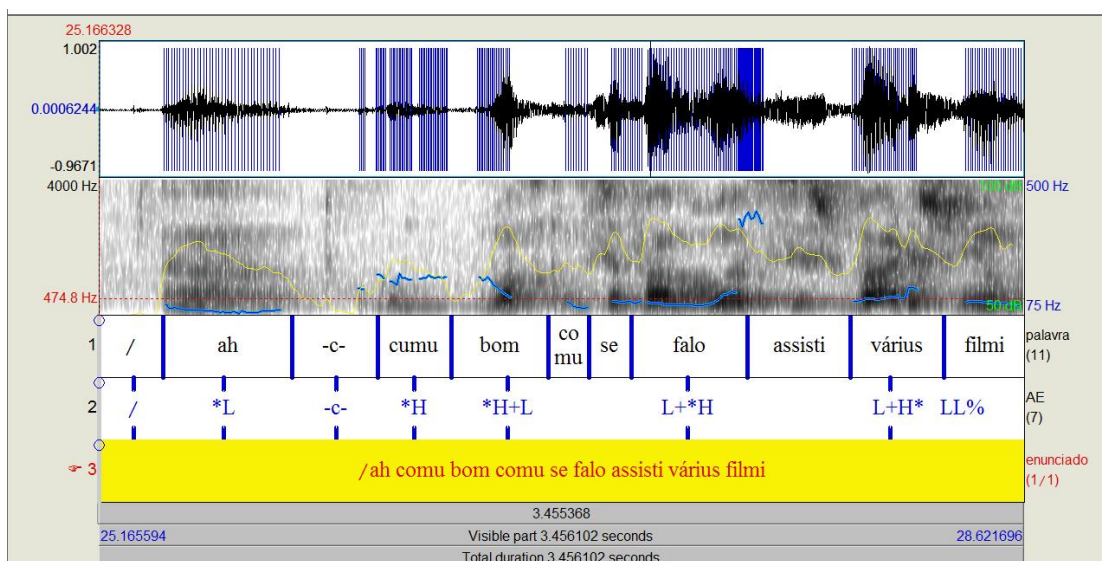 25.166328
1.002
0.0006244
-0.9671
4000 Hz 100 dB 500 Hz
474.8 Hz 50 dB 75 Hz
1 / ah -c- cumu bom co mu se falo assisti várius filmi palavra (11)
2 / *L -c- *H *H+L L+*H L+H* LL% AE (7)
3 /ah comu bom comu se falo assisti várius filmi enunciado (1/1)
3.455368
25.165594 Visible part 3.456102 seconds 28.621696
Total duration 3.456102 seconds